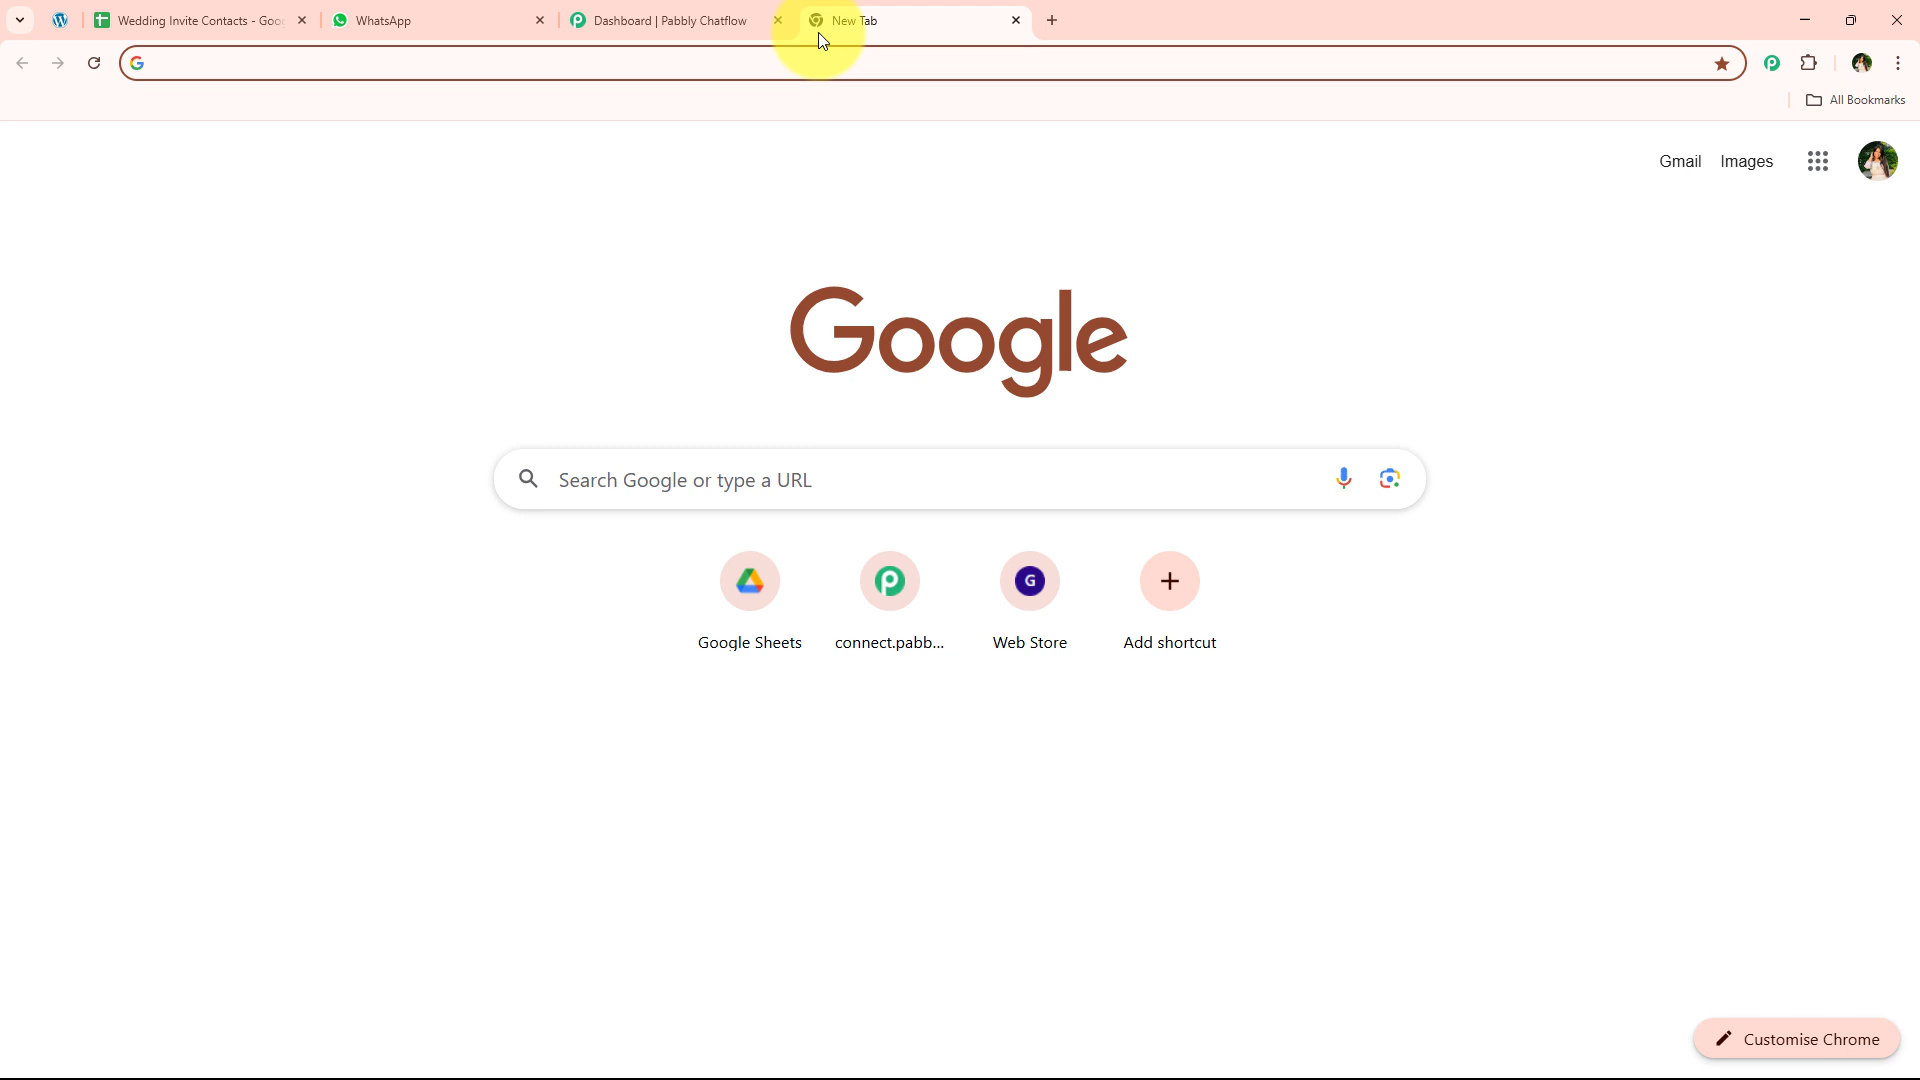 Wedding Invite Contacts - Goo
WhatsApp
Dashboard | Pabbly Chatflow
New Tab
All Bookmarks
Gmail
Images
Google
Search Google or type a URL
G
Google Sheets
connect.pabb...
Web Store
Add shortcut
Customise Chrome